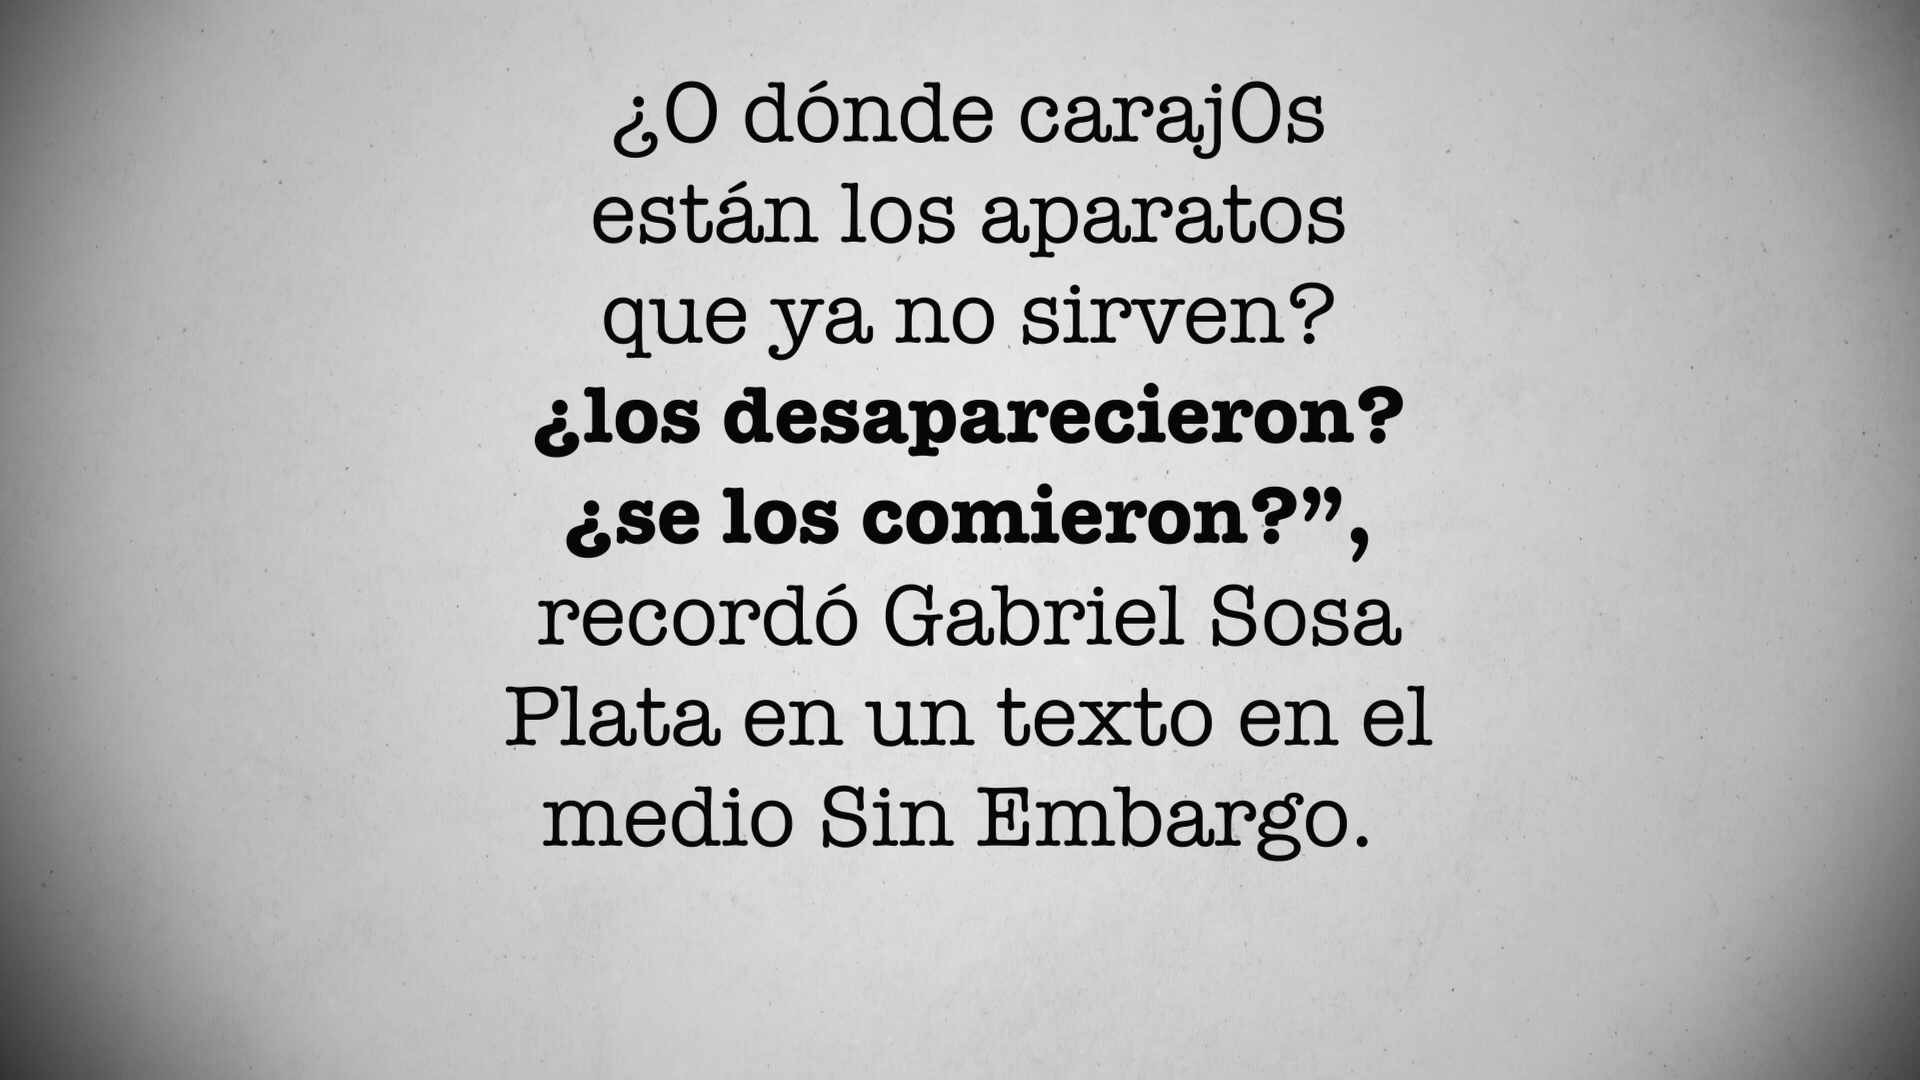 ¿O dónde carajOs
están los aparatos
que ya no sirven?
¿los desaparecieron?
¿se los comieron?”,
recordó Gabriel Sosa
Plata en un texto en el
medio Sin Embargo.